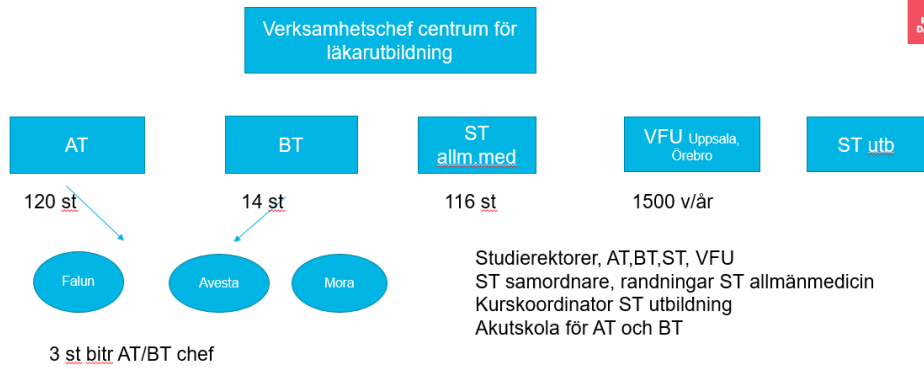 Verksamhetschef centrum för
läkarutbildning
AT
BT
ST
allm.med
VFU Uppsala,
Örebro
ST utb
120 st
14 st
116 st
1500 v/år
Falun
Avesta
Mora
Studierektorer, AT,BT,ST, VFU
ST samordnare, randningar ST allmänmedicin
Kurskoordinator ST utbildning
Akutskola för AT och BT
3 st bitr AT/BT chef